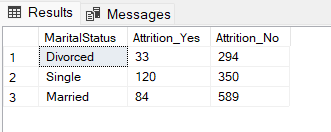 Results Messages
MaritalStatus Attrition_Yes Attrition_No
1 Divorced 33 294
2 Single 120 350
3 Married 84 589